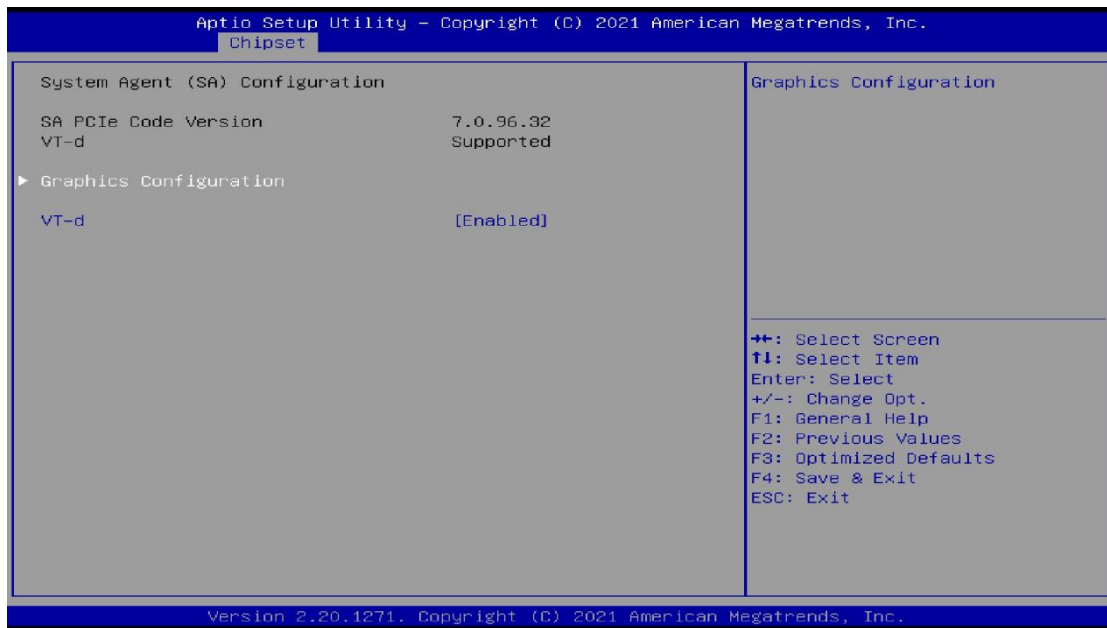 Aptio Setup Utility – Copyright (C) 2021 American Megatrends, Inc.
Chipset
System Agent (SA) Configuration
SA PCIe Code Version 7.0.96.32
VT-d Supported
► Graphics Configuration
VT-d [Enabled]
Graphics Configuration
→←: Select Screen
↑↓: Select Item
Enter: Select
+/-: Change Opt.
F1: General Help
F2: Previous Values
F3: Optimized Defaults
F4: Save & Exit
ESC: Exit
Version 2.20.1271. Copyright (C) 2021 American Megatrends, Inc.